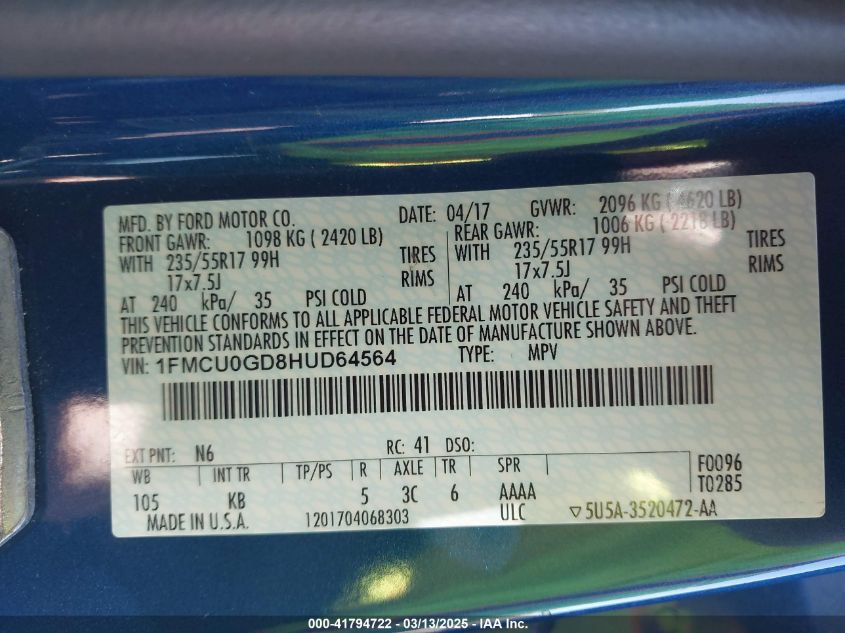 MFD. BY FORD MOTOR CO. DATE: 04/17 GVWR: 2096 KG ( 4620 LB)
FRONT GAWR: 1098 KG ( 2420 LB) REAR GAWR: 1006 KG ( 2218 LB)
WITH 235/55R17 99H TIRES WITH 235/55R17 99H TIRES
17x7.5J RIMS 17x7.5J RIMS
AT 240 kPa/ 35 PSI COLD AT 240 kPa/ 35 PSI COLD
THIS VEHICLE CONFORMS TO ALL APPLICABLE FEDERAL MOTOR VEHICLE SAFETY AND THEFT
PREVENTION STANDARDS IN EFFECT ON THE DATE OF MANUFACTURE SHOWN ABOVE.
VIN: 1FMCU0GD8HUD64564 TYPE: MPV
EXT PNT: N6 RC: 41 DSO:
WB INT TR TP/PS R AXLE TR SPR F0096
105 KB 5 3C 6 AAAA T0285
MADE IN U.S.A. 1201704068303 ULC ▽5U5A-3520472-AA
000-41794722 — 03/13/2025 — IAA Inc.